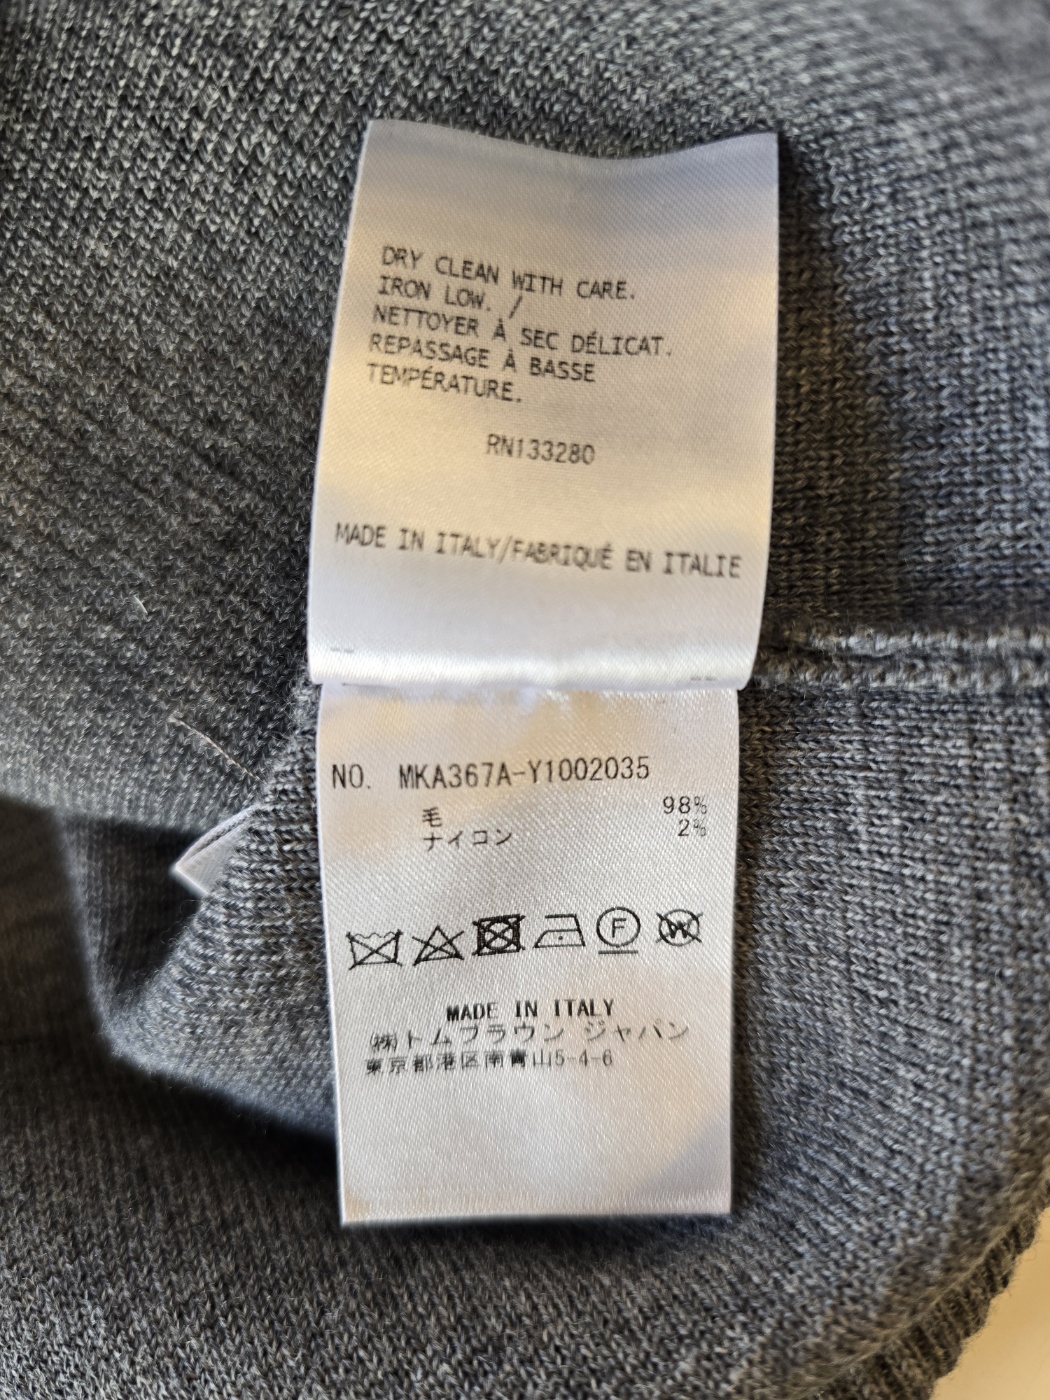 DRY CLEAN WITH CARE.
IRON LOW. /
NETTOYER À SEC DÉLICAT.
REPASSAGE À BASSE
TEMPÉRATURE.
RN133280
MADE IN ITALY/FABRIQUÉ EN ITALIE
NO. MKA367A-Y1002035
毛 98%
ナイロン 2%
F
W
MADE IN ITALY
㈱トムブラウン ジャパン
東京都港区南青山5-4-6